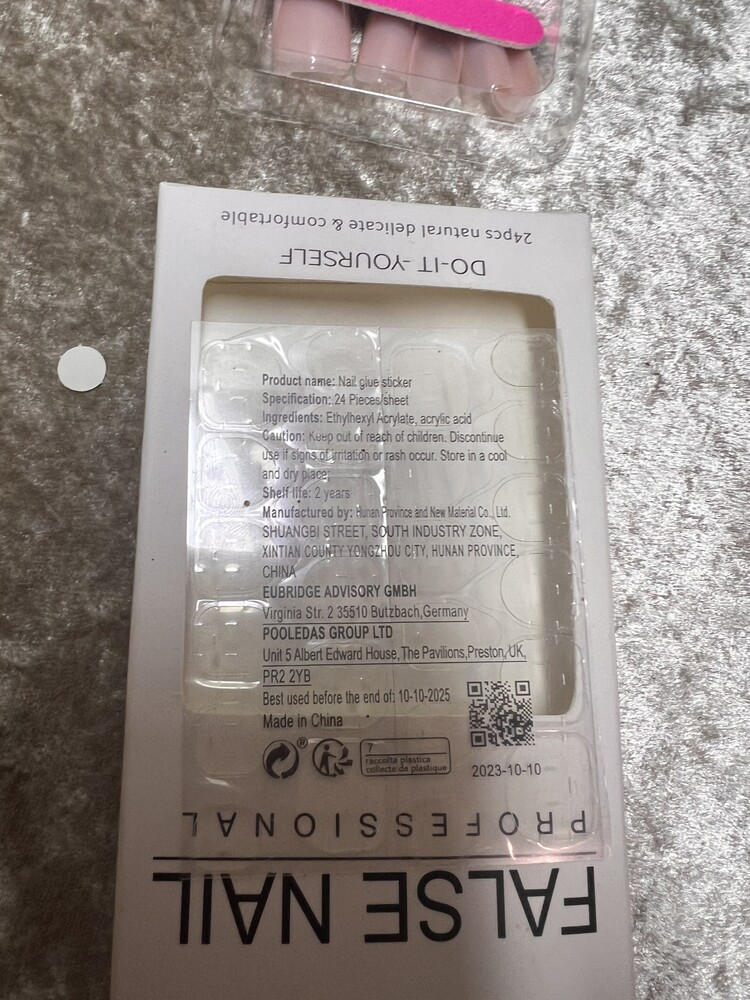 24pcs natural delicate & comfortable
DO-IT-YOURSELF
Product name: Nail glue sticker
Specification: 24 Pieces/sheet
Ingredients: Ethylhexyl Acrylate, acrylic acid
Caution: Keep out of reach of children. Discontinue
use if signs of irritation or rash occur. Store in a cool
and dry place;
Shelf life: 2 years
Manufactured by: Hunan Province and New Material Co., Ltd.
SHUANGBI STREET, SOUTH INDUSTRY ZONE,
XINTIAN COUNTY YONGZHOU CITY, HUNAN PROVINCE,
CHINA
EUBRIDGE ADVISORY GMBH
Virginia Str. 2 35510 Butzbach,Germany
POOLEDAS GROUP LTD
Unit 5 Albert Edward House, The Pavilions,Preston, UK,
PR2 2YB
Best used before the end of: 10-10-2025
Made in China
®
7
raccolta plastica
collecte de plastique
2023-10-10
PROFESSIONAL
FALSE NAIL